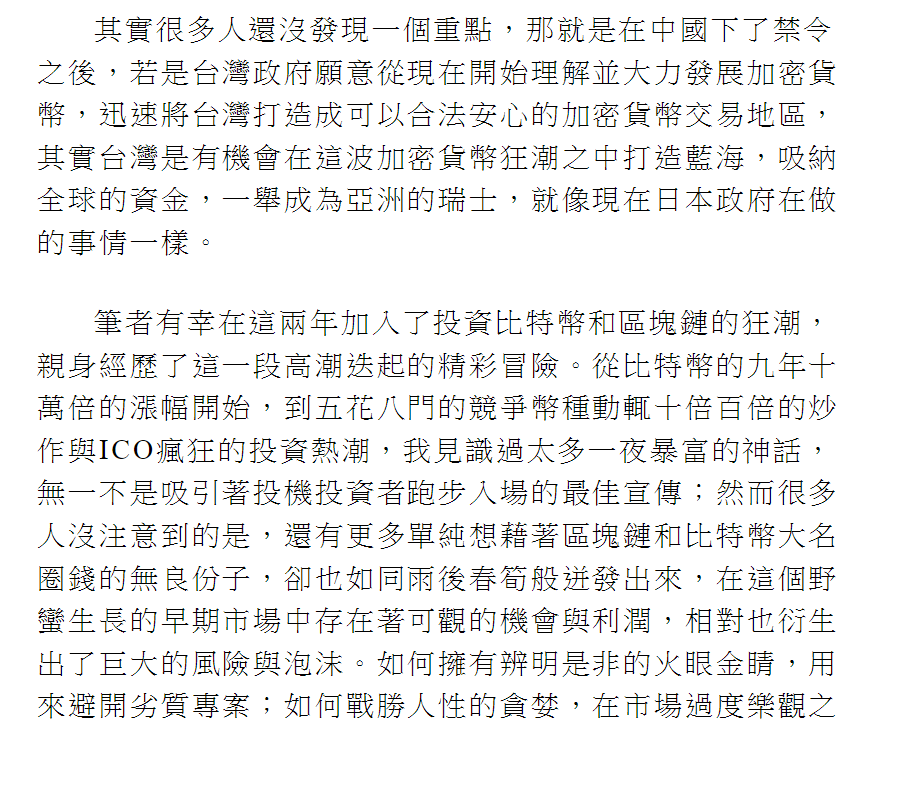 其實很多人還沒發現一個重點，那就是在中國下了禁令
之後，若是台灣政府願意從現在開始理解並大力發展加密貨
幣，迅速將台灣打造成可以合法安心的加密貨幣交易地區，
其實台灣是有機會在這波加密貨幣狂潮之中打造藍海，吸納
全球的資金，一舉成為亞洲的瑞士，就像現在日本政府在做
的事情一樣。
筆者有幸在這兩年加入了投資比特幣和區塊鏈的狂潮，
親身經歷了這一段高潮迭起的精彩冒險。從比特幣的九年十
萬倍的漲幅開始，到五花八門的競爭幣種動輒十倍百倍的炒
作與ICO瘋狂的投資熱潮，我見識過太多一夜暴富的神話，
無一不是吸引著投機投資者跑步入場的最佳宣傳；然而很多
人沒注意到的是，還有更多單純想藉著區塊鏈和比特幣大名
圈錢的無良份子，卻也如同雨後春筍般迸發出來，在這個野
蠻生長的早期市場中存在著可觀的機會與利潤，相對也衍生
出了巨大的風險與泡沫。如何擁有辨明是非的火眼金睛，用
來避開劣質專案；如何戰勝人性的貪婪，在市場過度樂觀之